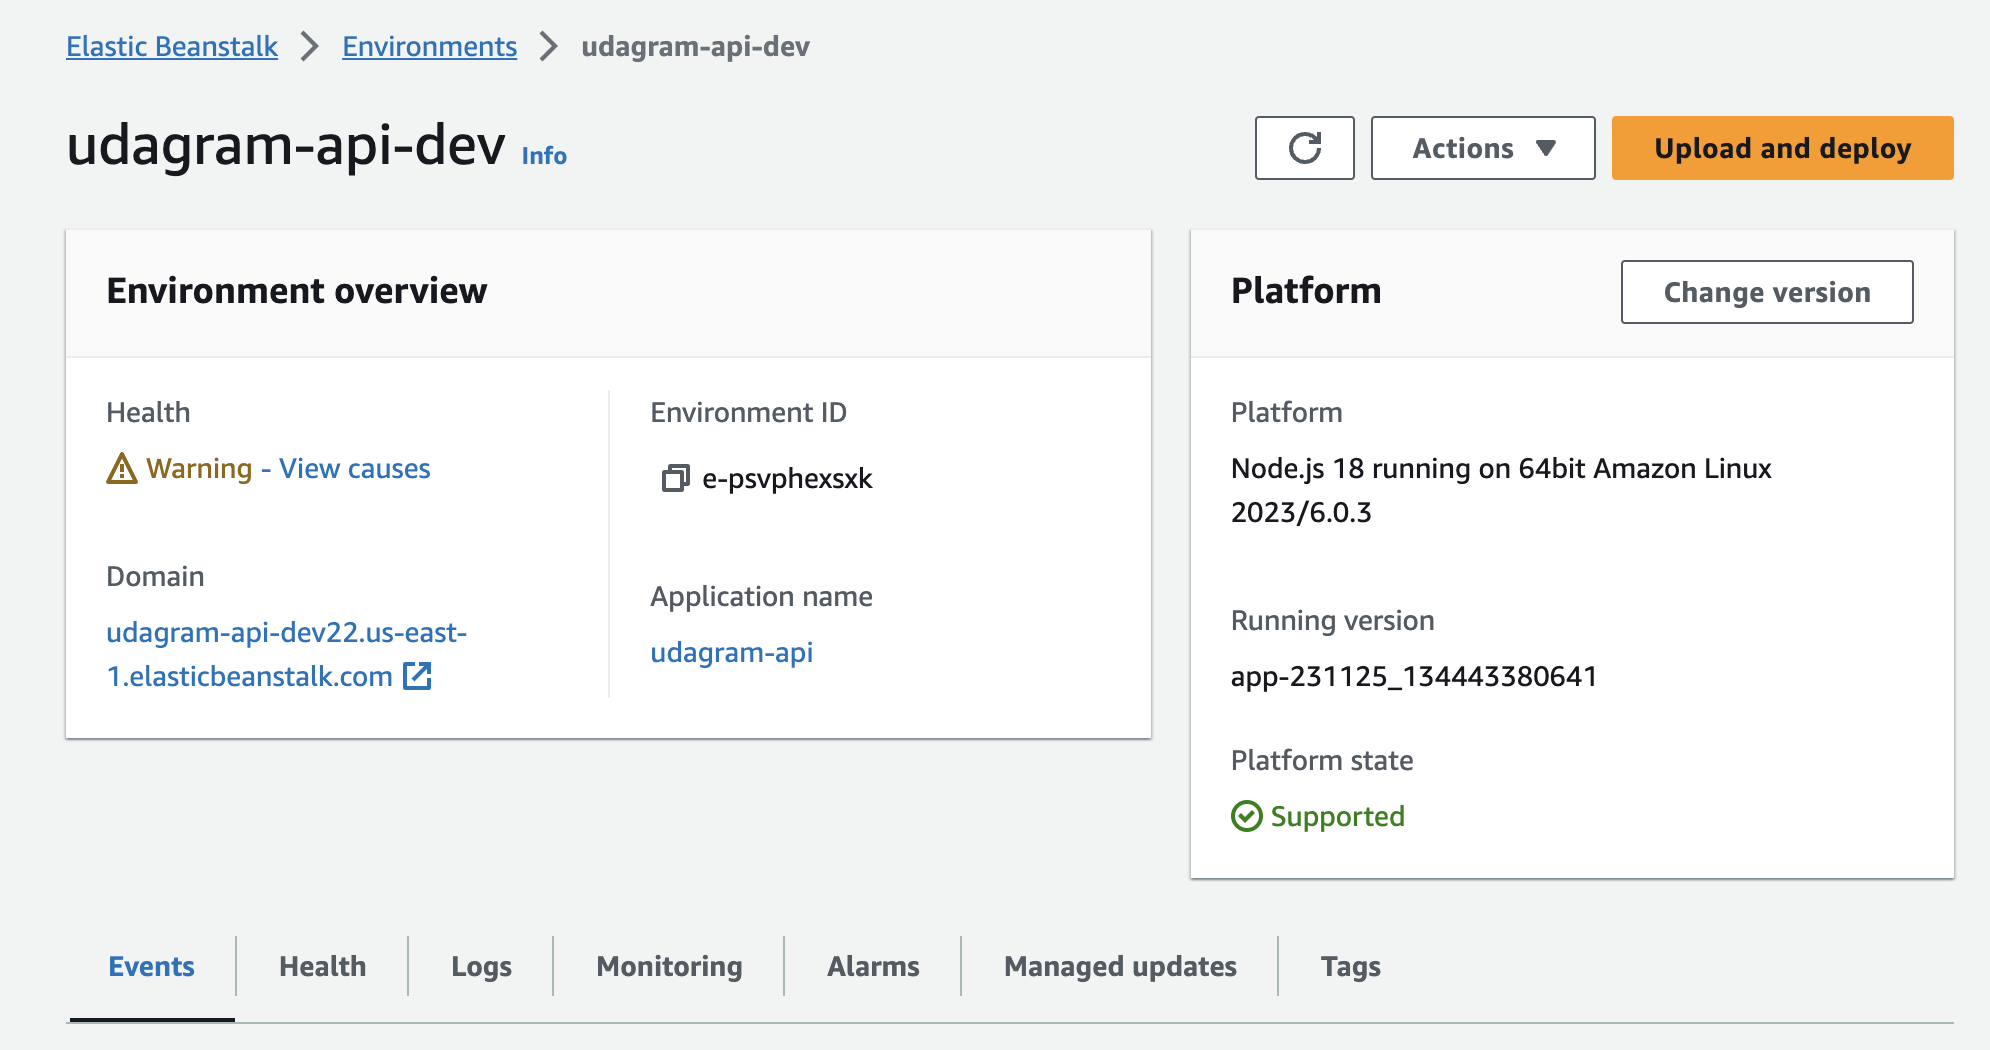 Elastic Beanstalk > Environments > udagram-api-dev
udagram-api-dev Info
Actions
Upload and deploy
Environment overview
Health
Warning - View causes
Domain
udagram-api-dev22.us-east-
1.elasticbeanstalk.com
Environment ID
e-psvphexsxk
Application name
udagram-api
Platform
Change version
Platform
Node.js 18 running on 64bit Amazon Linux
2023/6.0.3
Running version
app-231125_134443380641
Platform state
Supported
Events
Health
Logs
Monitoring
Alarms
Managed updates
Tags